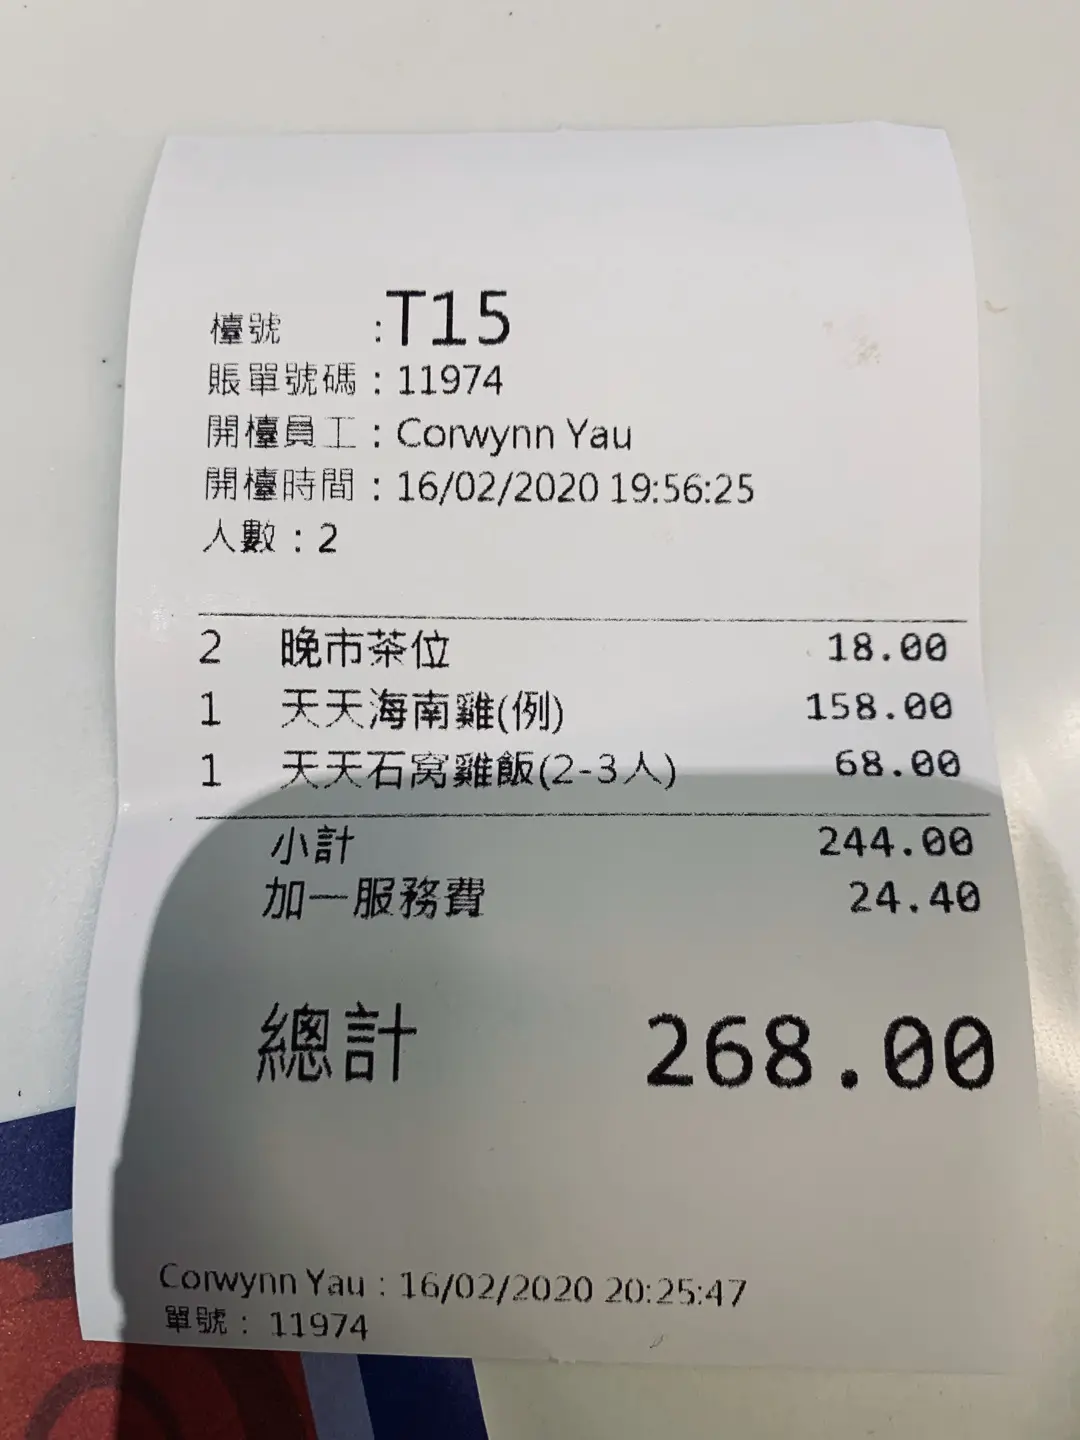 檯號 :T15
賬單號碼 : 11974
開檯員工 : Corwynn Yau
開檯時間 : 16/02/2020 19:56:25
人數 : 2
2 晚市茶位 18.00
1 天天海南雞(例) 158.00
1 天天石窩雞飯(2-3人) 68.00
小計 244.00
加一服務費 24.40
總計 268.00
Corwynn Yau : 16/02/2020 20:25:47
單號 : 11974